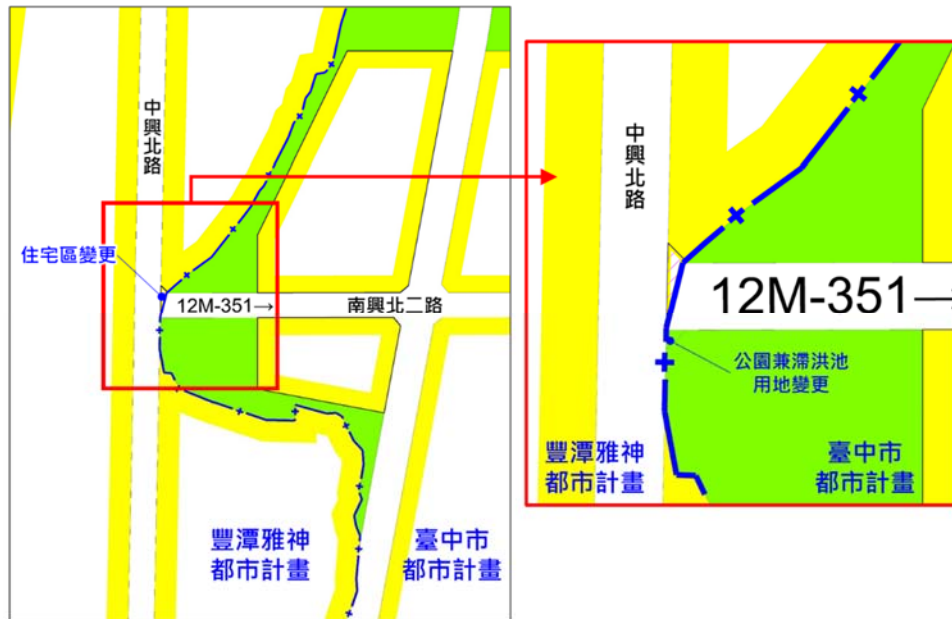 中興北路
住宅區變更
12M-351→
南興北二路
豐潭雅神
都市計畫
臺中市
都市計畫
中興北路
12M-351→
公園兼滯洪池
用地變更
豐潭雅神
都市計畫
臺中市
都市計畫